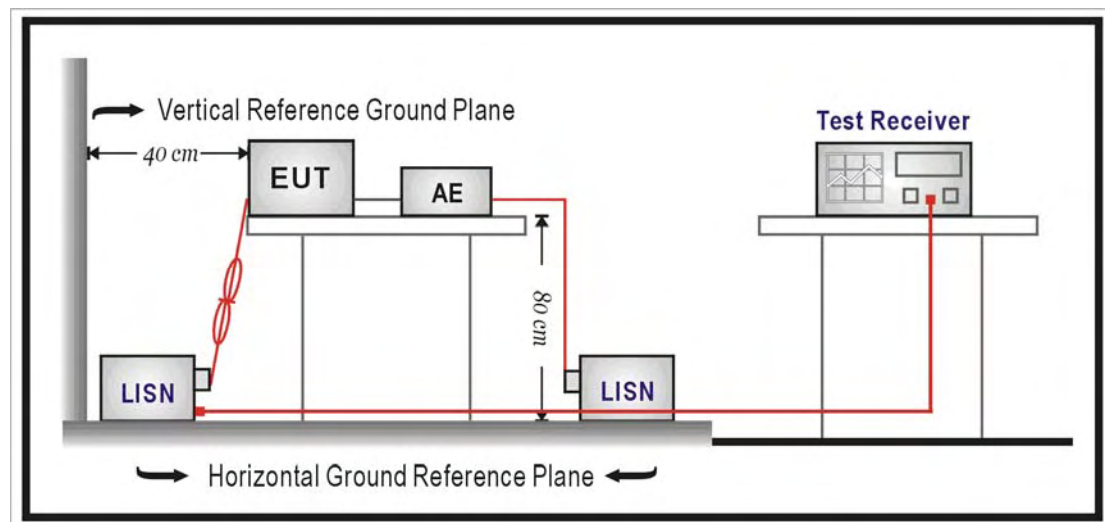 Vertical Reference Ground Plane
Test Receiver
40 cm
EUT
AE
80 cm
LISN
LISN
Horizontal Ground Reference Plane